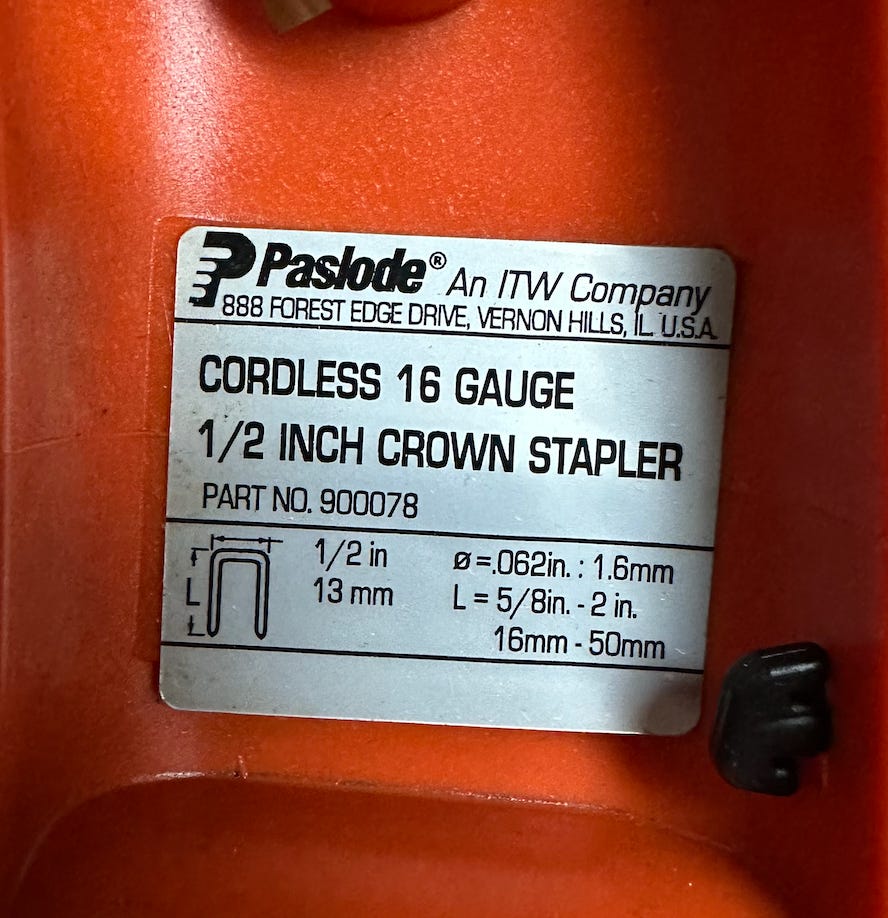 Paslode® An ITW Company
888 FOREST EDGE DRIVE, VERNON HILLS, IL U.S.A.
CORDLESS 16 GAUGE
1/2 INCH CROWN STAPLER
PART NO. 900078
L
1/2 in
13 mm
ø=.062in. : 1.6mm
L = 5/8in. - 2 in.
16mm - 50mm